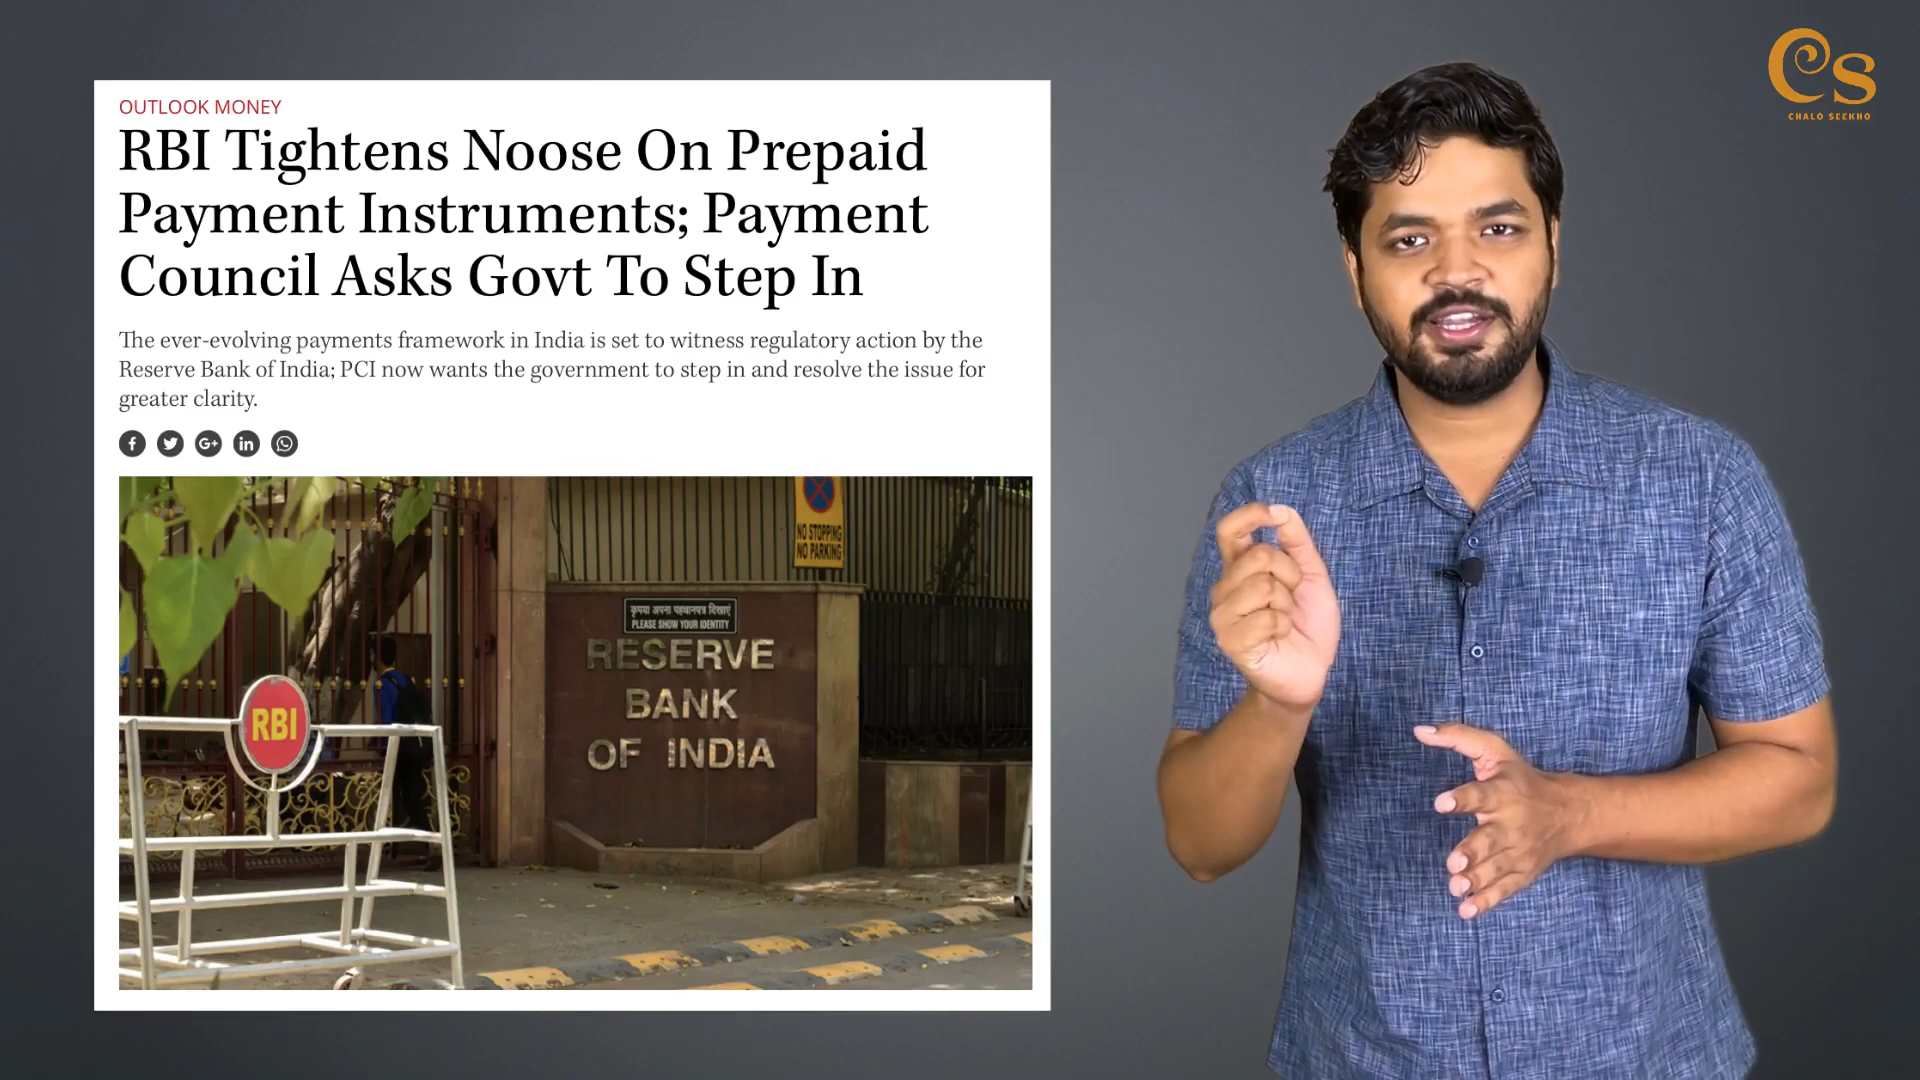 OUTLOOK MONEY
RBI Tightens Noose On Prepaid
Payment Instruments; Payment
Council Asks Govt To Step In
The ever-evolving payments framework in India is set to witness regulatory action by the
Reserve Bank of India; PCI now wants the government to step in and resolve the issue for
greater clarity.
f
G+
in
NO STOPPING
NO PARKING
कृपया अपना पहचानपत्र दिखाएं
PLEASE SHOW YOUR IDENTITY
RESERVE
BANK
OF INDIA
RBI
CS
CHALO SEEKHO